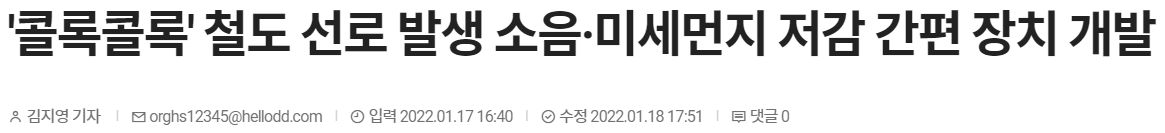 '콜록콜록' 철도 선로 발생 소음·미세먼지 저감 간편 장치 개발
김지영 기자 | orghs12345@hellodd.com | 입력 2022.01.17 16:40 | 수정 2022.01.18 17:51 | 댓글 0